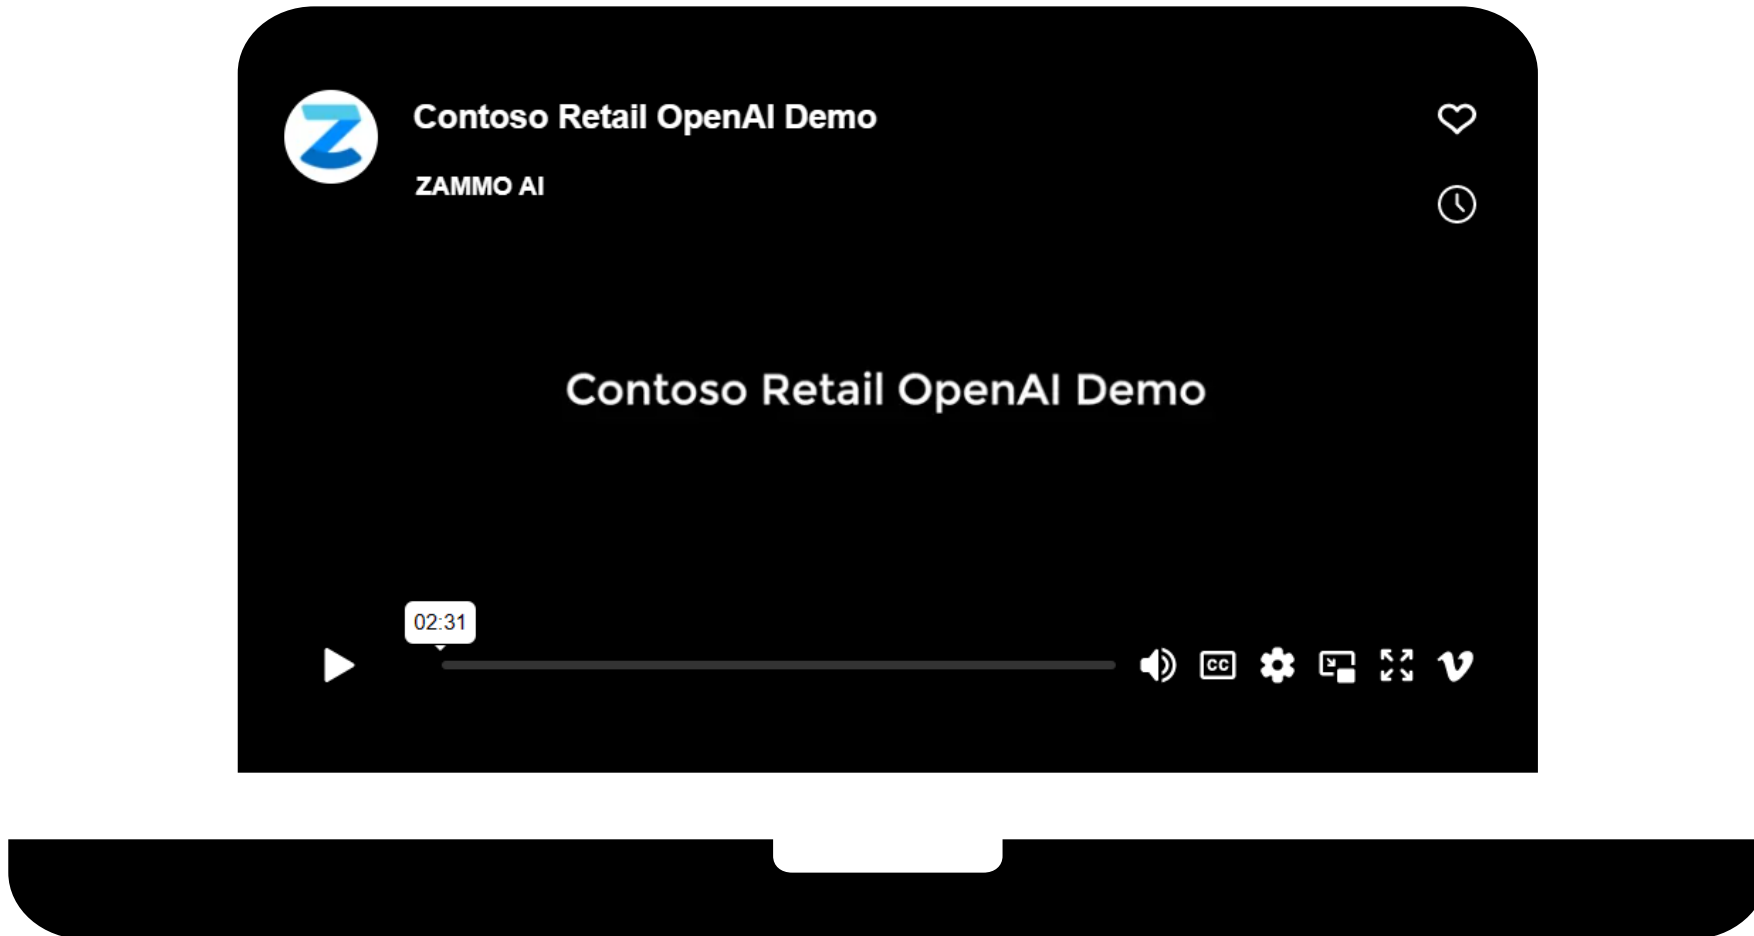 Contoso Retail OpenAI Demo
ZAMMO AI
Contoso Retail OpenAI Demo
02:31
CC